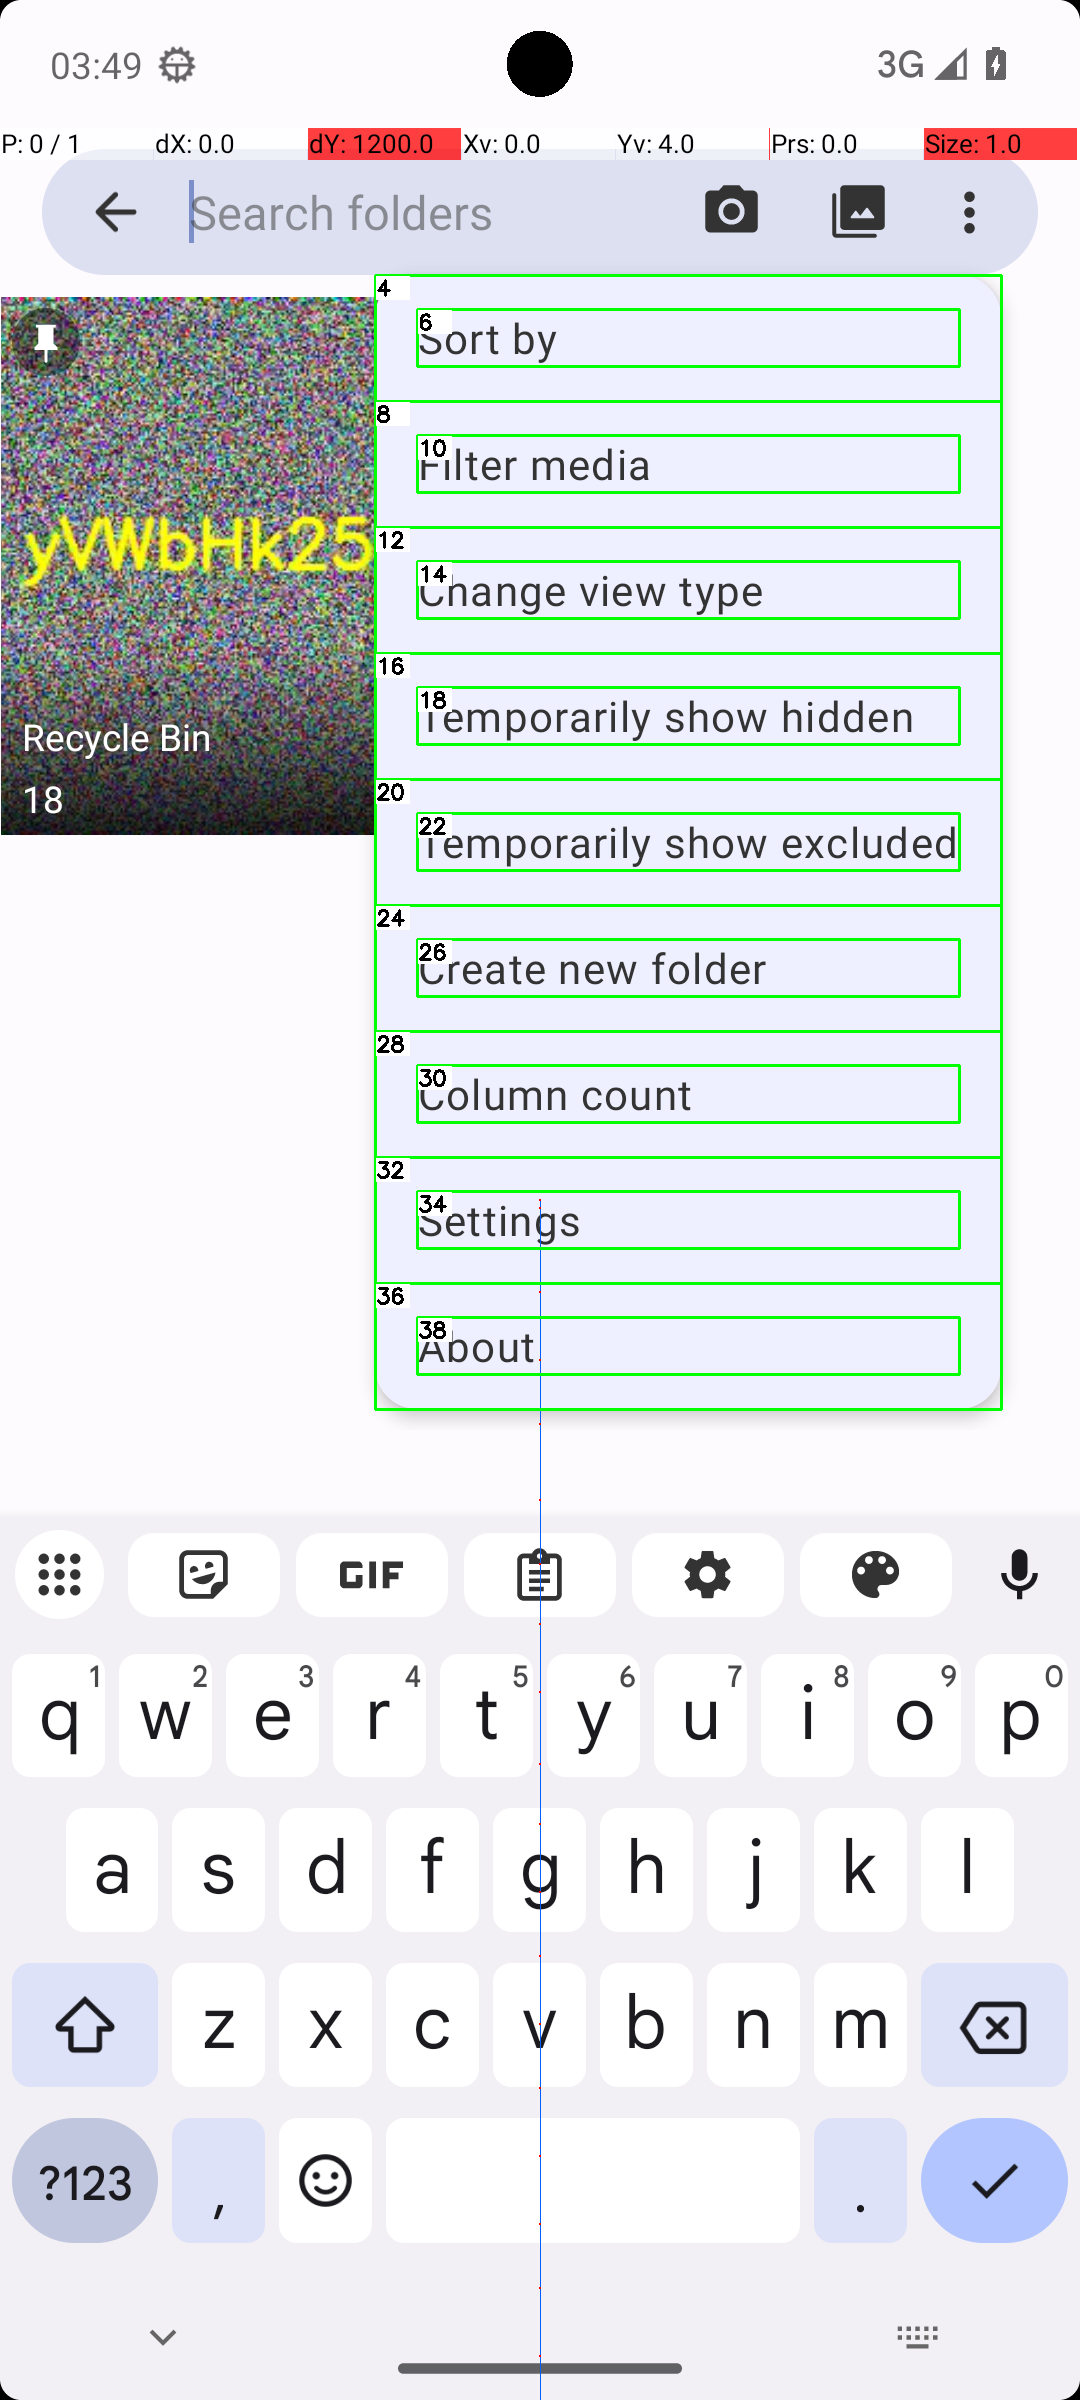 03:49
3G
P: 0 / 1
dX: 0.0
dY: 1200.0
Xv: 0.0
Yv: 4.0
Prs: 0.0
Size: 1.0
Search folders
4
6
Sort by
8
10
Filter media
12
14
Change view type
16
18
Temporarily show hidden
20
22
Temporarily show excluded
24
26
Create new folder
28
30
Column count
32
34
Settings
36
38
About
yVWbHk25
Recycle Bin
18
GIF
1 2 3 4 5 6 7 8 9 0
q w e r t y u i o p
a s d f g h j k l
z x c v b n m
?123 , .